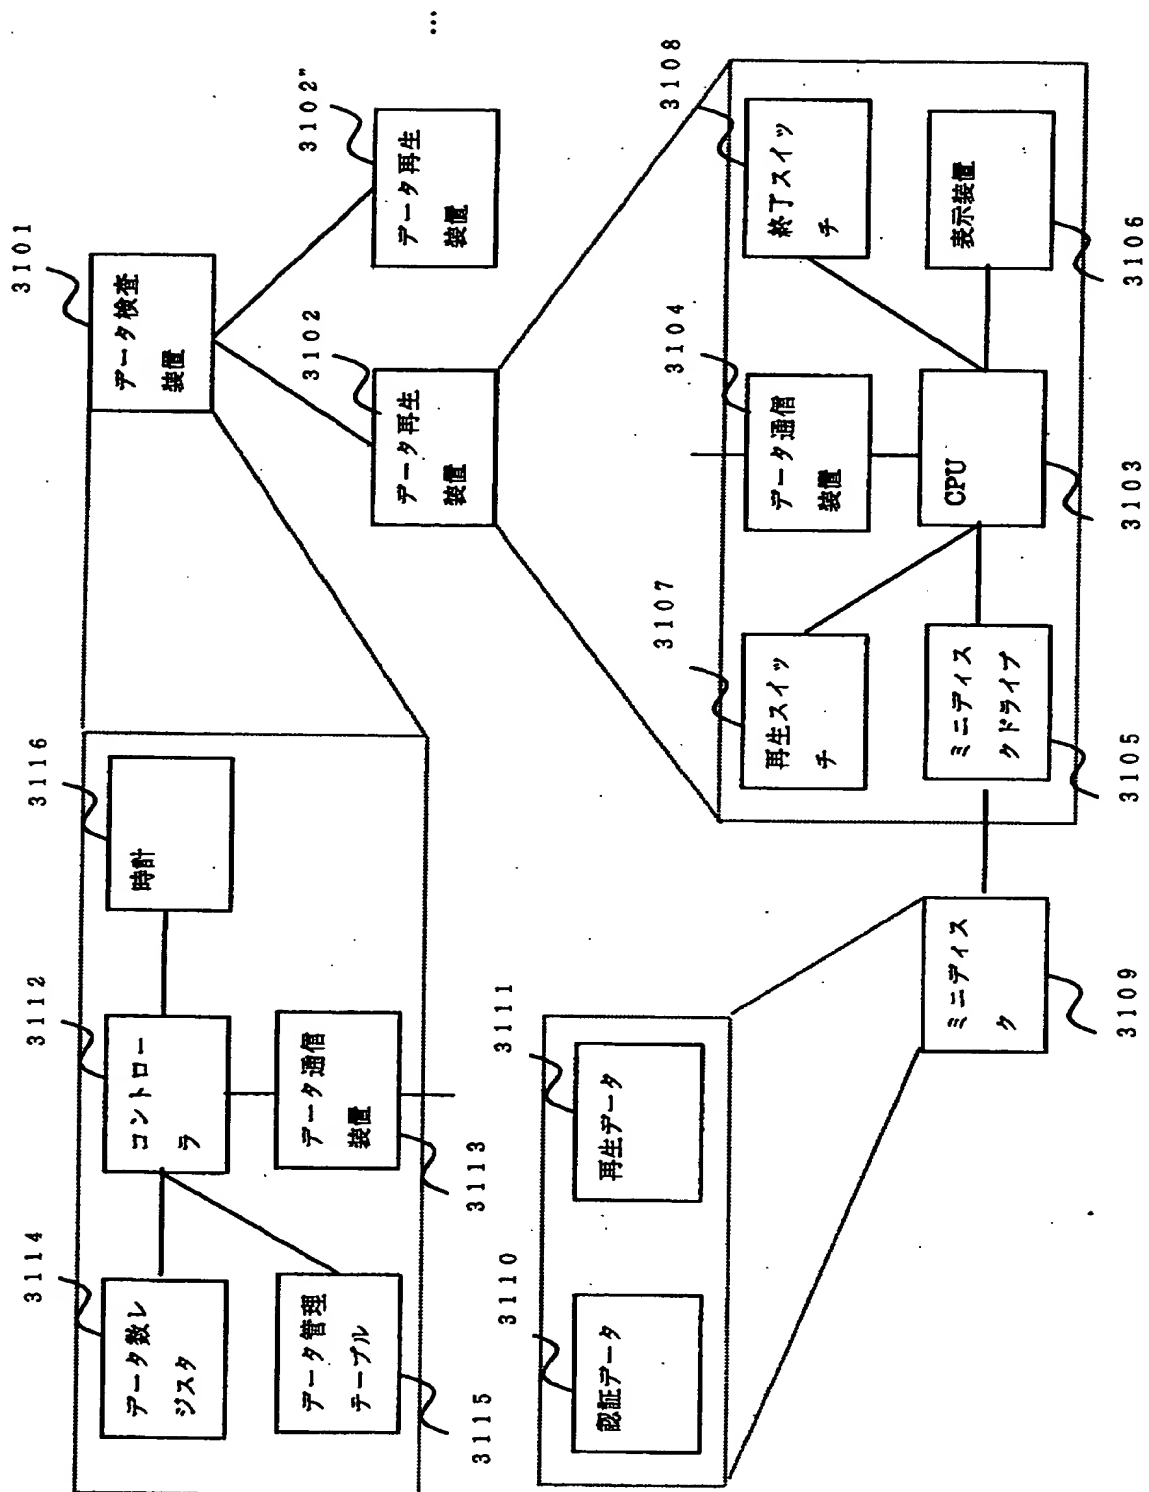 3101
データ検査
装置
3102
データ再生
装置
3102"
データ再生
装置
…
3114
データ数レ
ジスタ
3112
コントロー
ラ
3116
時計
データ管理
テーブル
3115
データ通信
装置
3113
3107
再生スイッ
チ
3104
データ通信
装置
3108
終了スイッ
チ
ミニディス
クドライブ
3105
CPU
3103
表示装置
3106
3110
認証データ
3111
再生データ
ミニディス
ク
3109